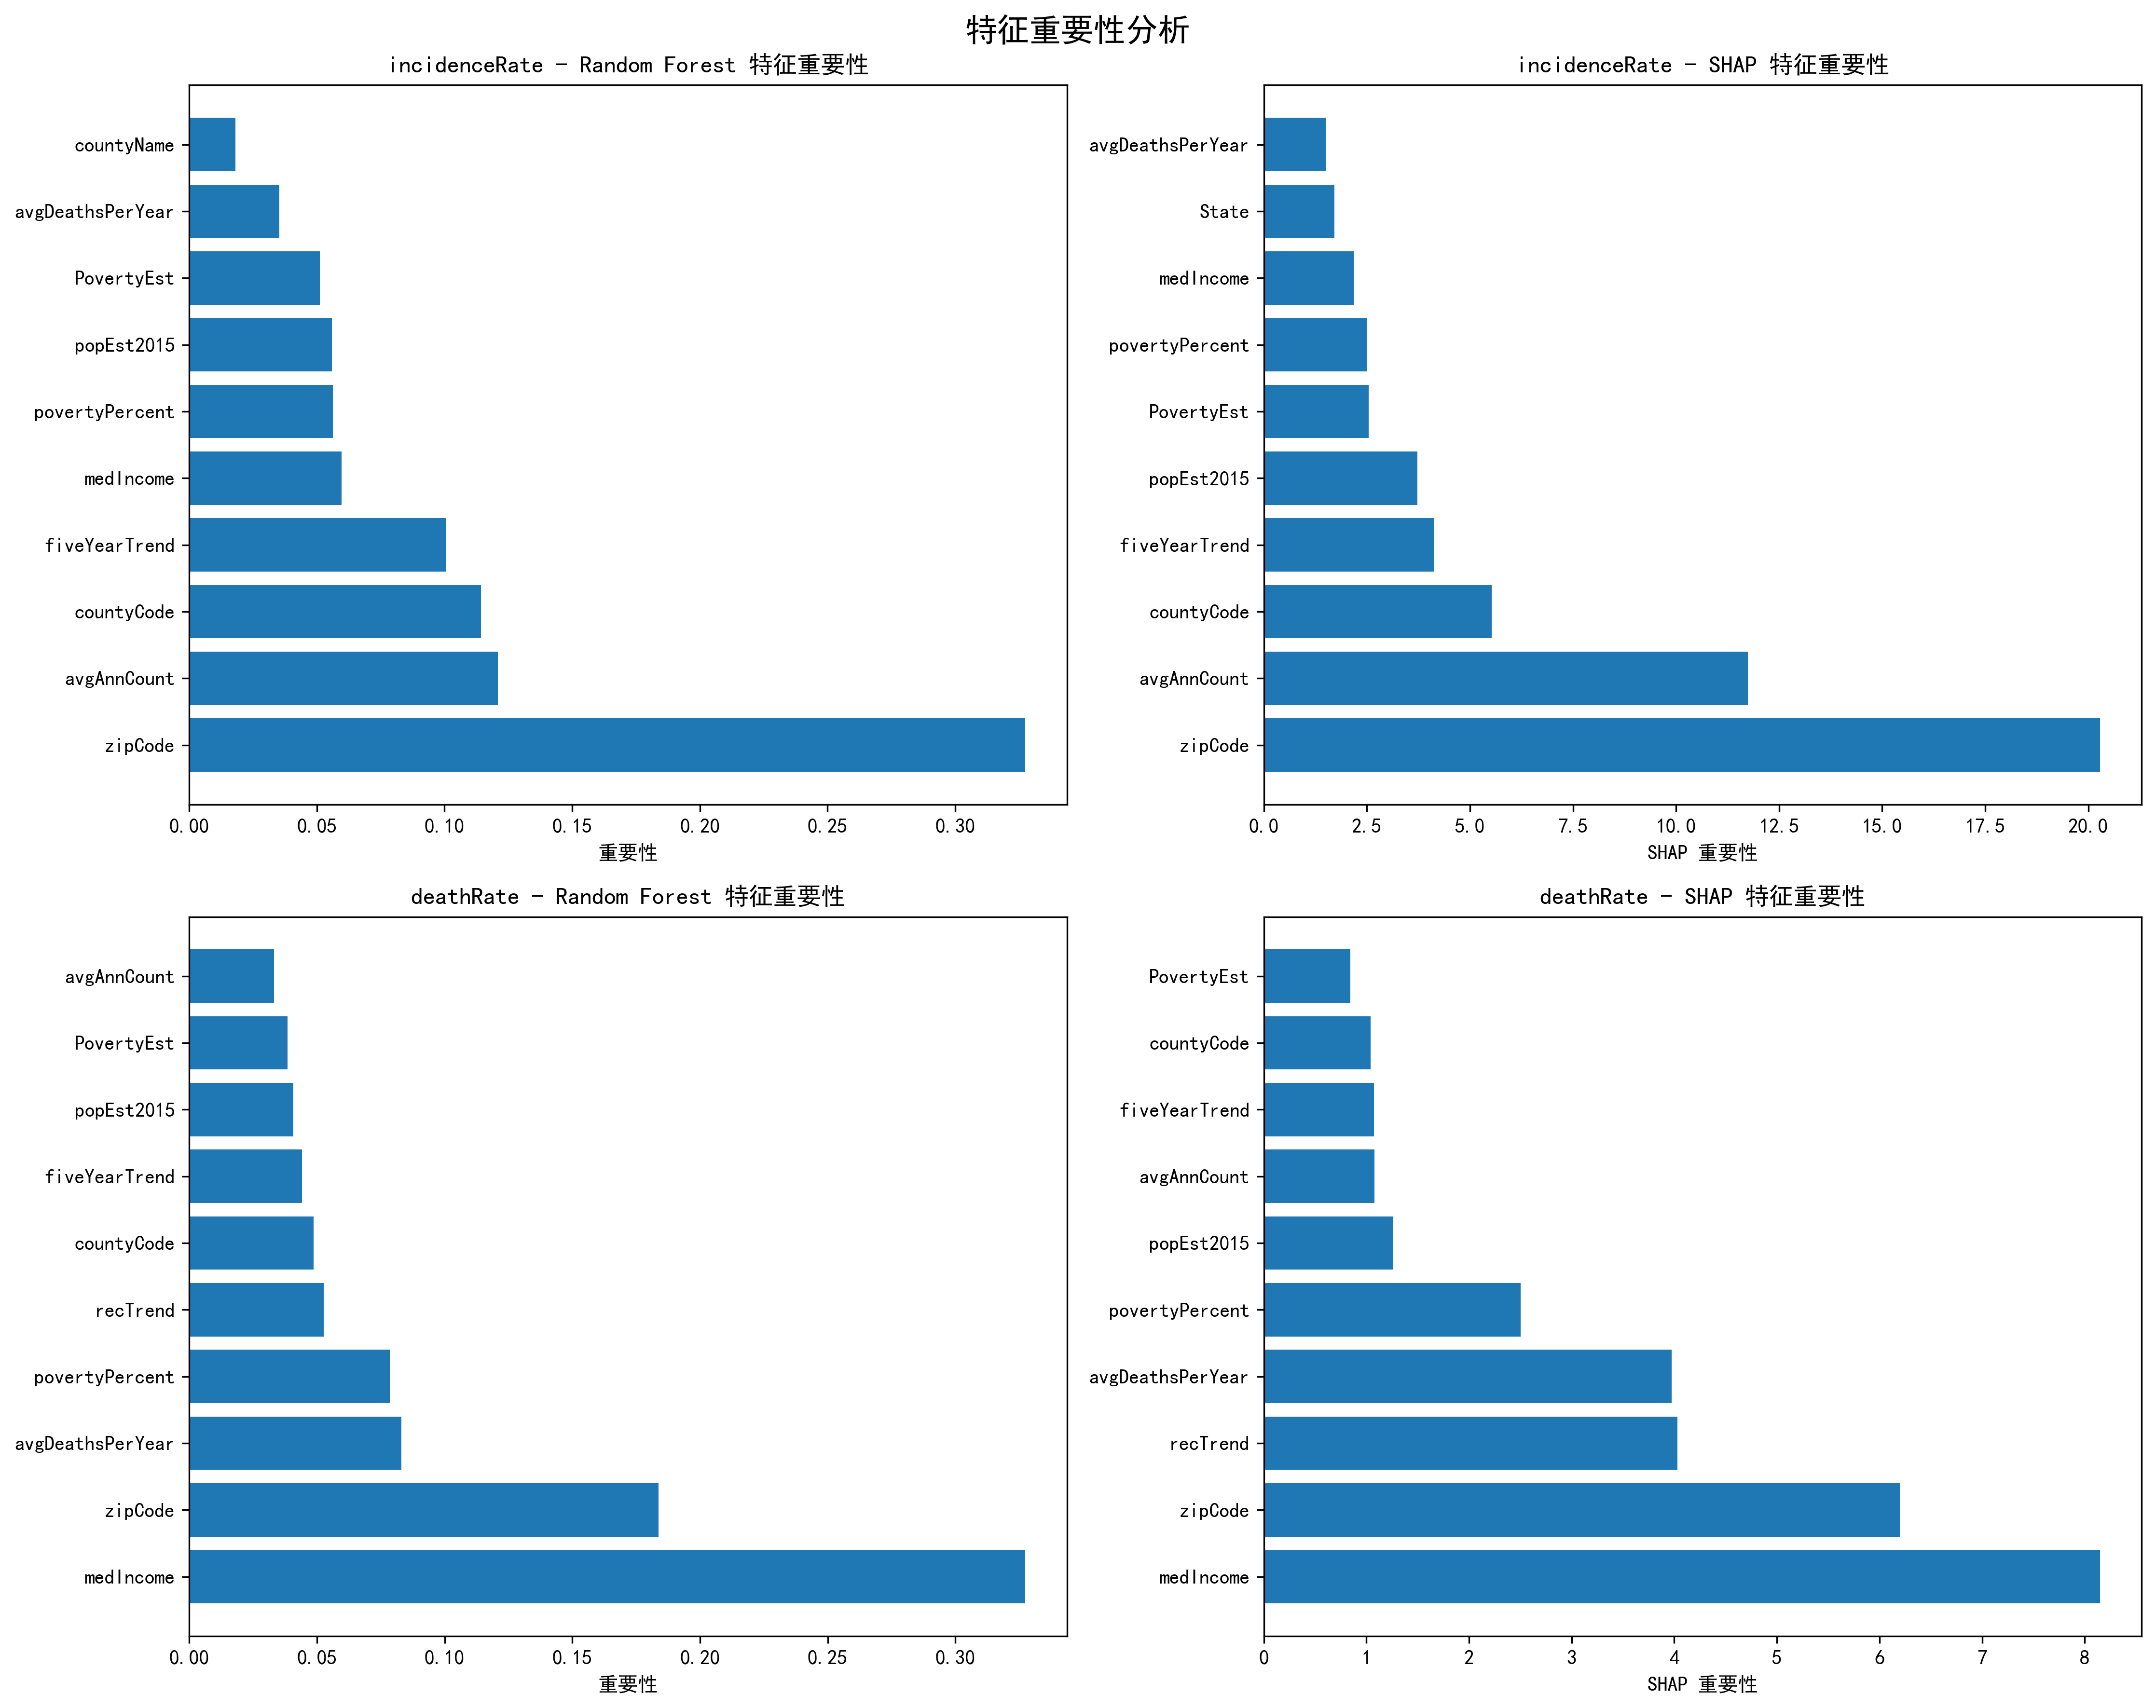 特征重要性分析
incidenceRate - Random Forest 特征重要性
countyName
avgDeathsPerYear
PovertyEst
popEst2015
povertyPercent
medIncome
fiveYearTrend
countyCode
avgAnnCount
zipCode
0.00 0.05 0.10 0.15 0.20 0.25 0.30
重要性
incidenceRate - SHAP 特征重要性
avgDeathsPerYear
State
medIncome
povertyPercent
PovertyEst
popEst2015
fiveYearTrend
countyCode
avgAnnCount
zipCode
0.0 2.5 5.0 7.5 10.0 12.5 15.0 17.5 20.0
SHAP 重要性
deathRate - Random Forest 特征重要性
avgAnnCount
PovertyEst
popEst2015
fiveYearTrend
countyCode
recTrend
povertyPercent
avgDeathsPerYear
zipCode
medIncome
0.00 0.05 0.10 0.15 0.20 0.25 0.30
重要性
deathRate - SHAP 特征重要性
PovertyEst
countyCode
fiveYearTrend
avgAnnCount
popEst2015
povertyPercent
avgDeathsPerYear
recTrend
zipCode
medIncome
0 1 2 3 4 5 6 7 8
SHAP 重要性